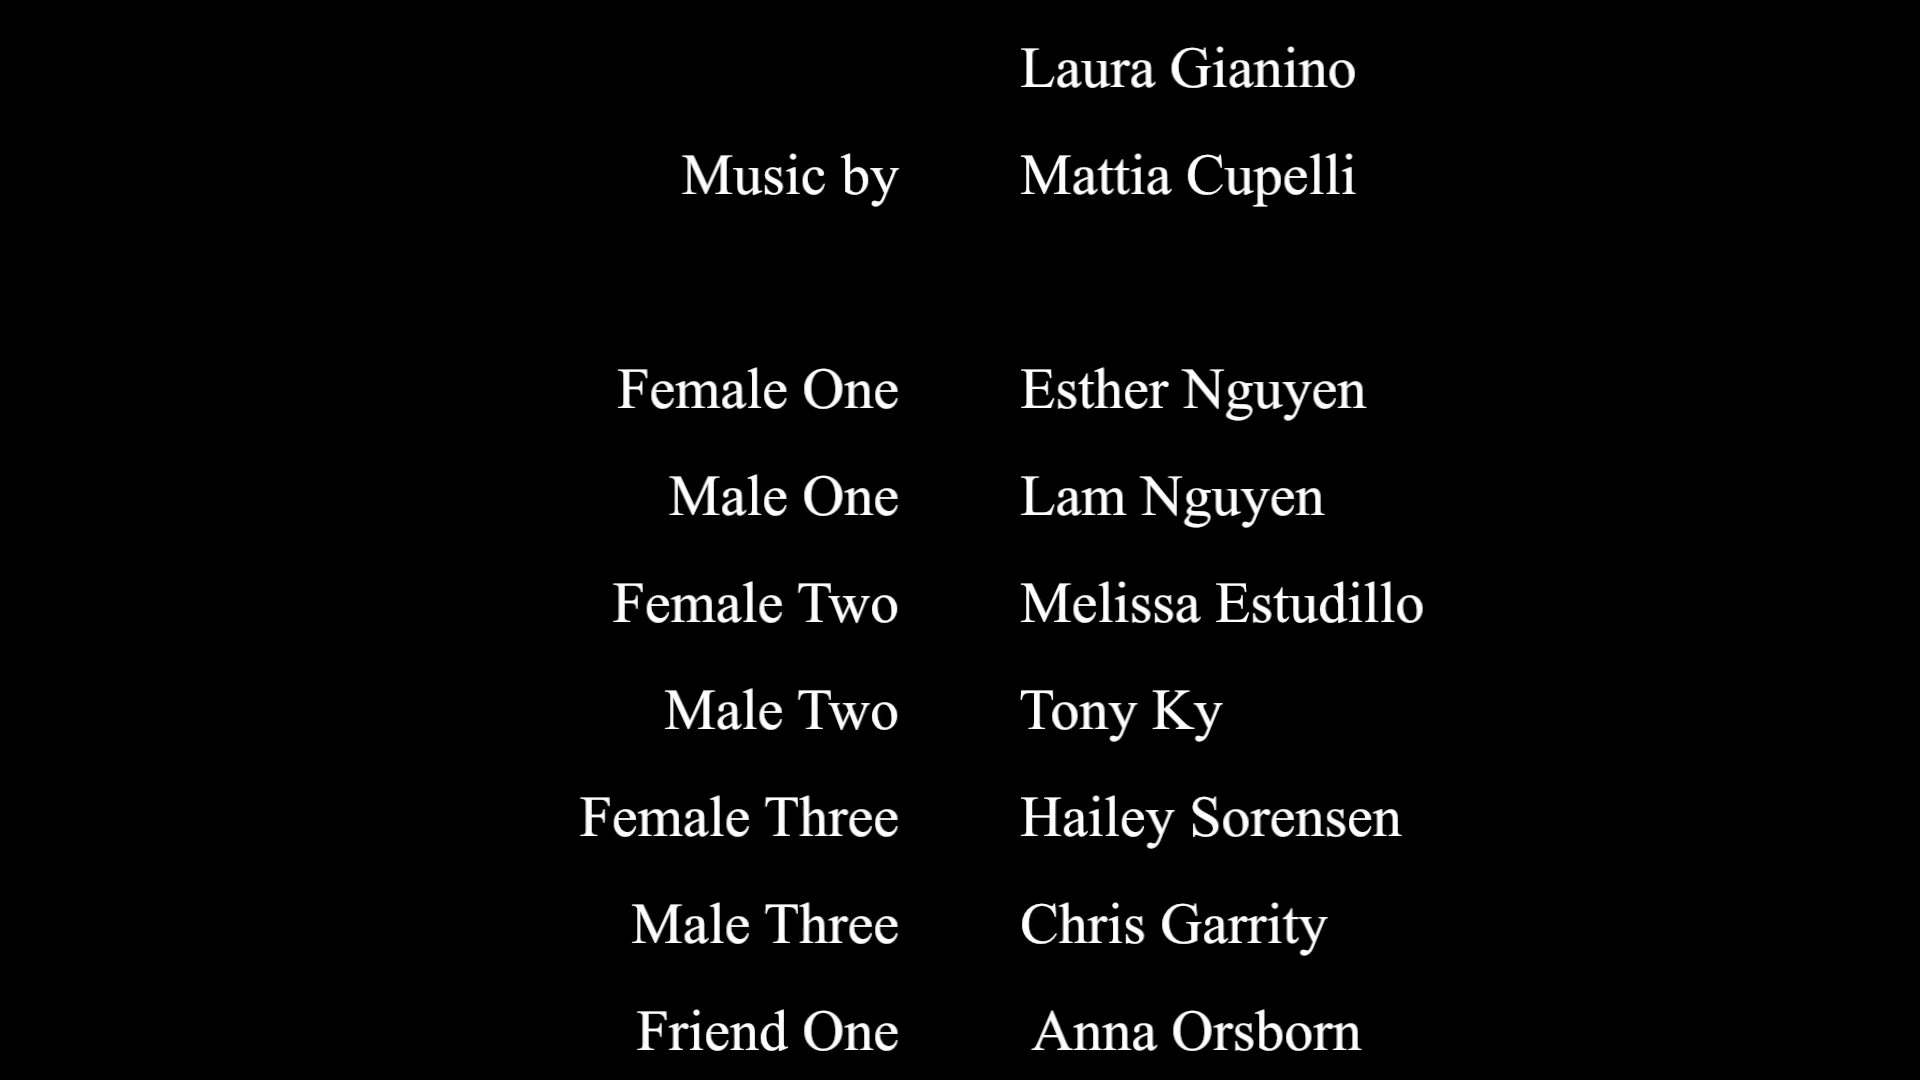 Laura Gianino
Music by Mattia Cupelli
Female One Esther Nguyen
Male One Lam Nguyen
Female Two Melissa Estudillo
Male Two Tony Ky
Female Three Hailey Sorensen
Male Three Chris Garrity
Friend One Anna Orsborn